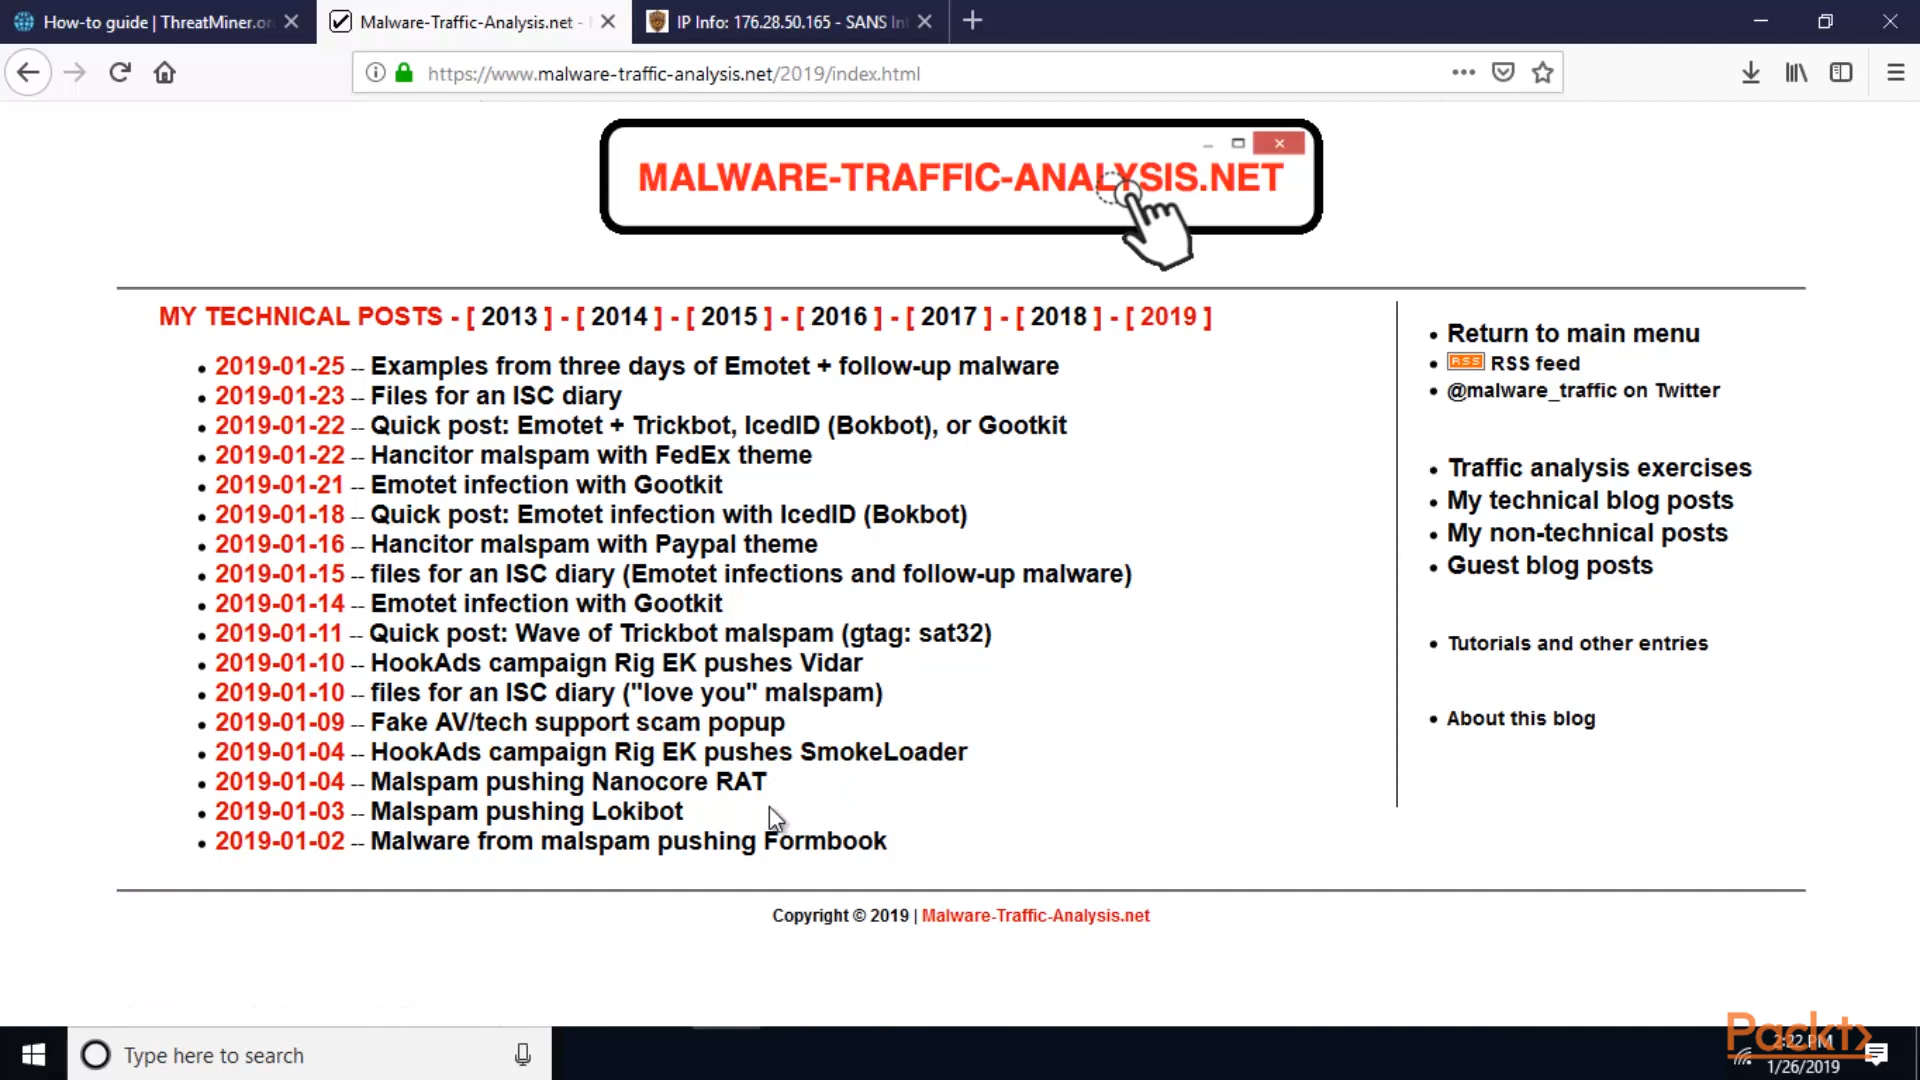 How-to guide | ThreatMiner.or
Malware-Traffic-Analysis.net -
IP Info: 176.28.50.165 - SANS In
https://www.malware-traffic-analysis.net/2019/index.html
MALWARE-TRAFFIC-ANALYSIS.NET
MY TECHNICAL POSTS - [ 2013 ] - [ 2014 ] - [ 2015 ] - [ 2016 ] - [ 2017 ] - [ 2018 ] - [ 2019 ]
2019-01-25 -- Examples from three days of Emotet + follow-up malware
2019-01-23 -- Files for an ISC diary
2019-01-22 -- Quick post: Emotet + Trickbot, IcedID (Bokbot), or Gootkit
2019-01-22 -- Hancitor malspam with FedEx theme
2019-01-21 -- Emotet infection with Gootkit
2019-01-18 -- Quick post: Emotet infection with IcedID (Bokbot)
2019-01-16 -- Hancitor malspam with Paypal theme
2019-01-15 -- files for an ISC diary (Emotet infections and follow-up malware)
2019-01-14 -- Emotet infection with Gootkit
2019-01-11 -- Quick post: Wave of Trickbot malspam (gtag: sat32)
2019-01-10 -- HookAds campaign Rig EK pushes Vidar
2019-01-10 -- files for an ISC diary ("love you" malspam)
2019-01-09 -- Fake AV/tech support scam popup
2019-01-04 -- HookAds campaign Rig EK pushes SmokeLoader
2019-01-04 -- Malspam pushing Nanocore RAT
2019-01-03 -- Malspam pushing Lokibot
2019-01-02 -- Malware from malspam pushing Formbook
Return to main menu
RSS RSS feed
@malware_traffic on Twitter
Traffic analysis exercises
My technical blog posts
My non-technical posts
Guest blog posts
Tutorials and other entries
About this blog
Copyright © 2019 | Malware-Traffic-Analysis.net
Type here to search
Packt
2:22 PM
1/26/2019